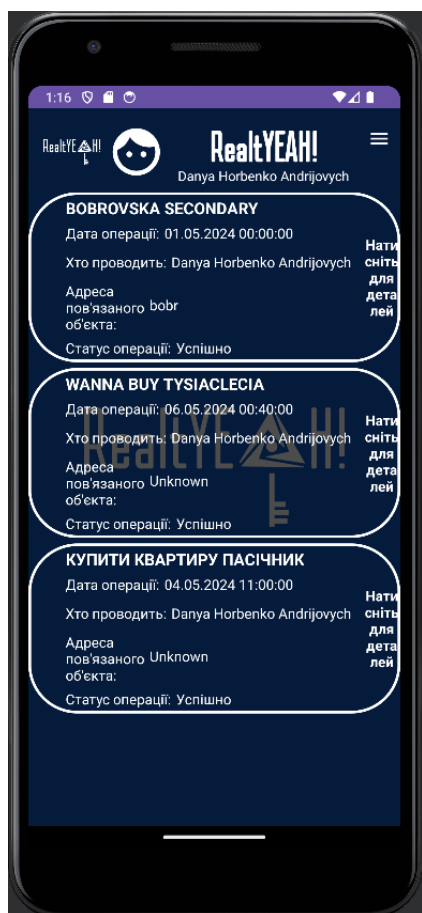 1:16
RealtYEAH!
RealtYEAH!
Danya Horbenko Andrijovych
BOBROVSKA SECONDARY
Дата операції: 01.05.2024 00:00:00
Хто проводить: Danya Horbenko Andrijovych
Адреса
пов'язаного bobr
об'єкта:
Статус операції: Успішно
Нати
сніть
для
дета
лей
WANNA BUY TYSIACLECIA
Дата операції: 06.05.2024 00:40:00
Хто проводить: Danya Horbenko Andrijovych
Адреса
пов'язаного Unknown
об'єкта:
Статус операції: Успішно
Нати
сніть
для
дета
лей
RealtYEAH!
КУПИТИ КВАРТИРУ ПАСІЧНИК
Дата операції: 04.05.2024 11:00:00
Хто проводить: Danya Horbenko Andrijovych
Адреса
пов'язаного Unknown
об'єкта:
Статус операції: Успішно
Нати
сніть
для
дета
лей